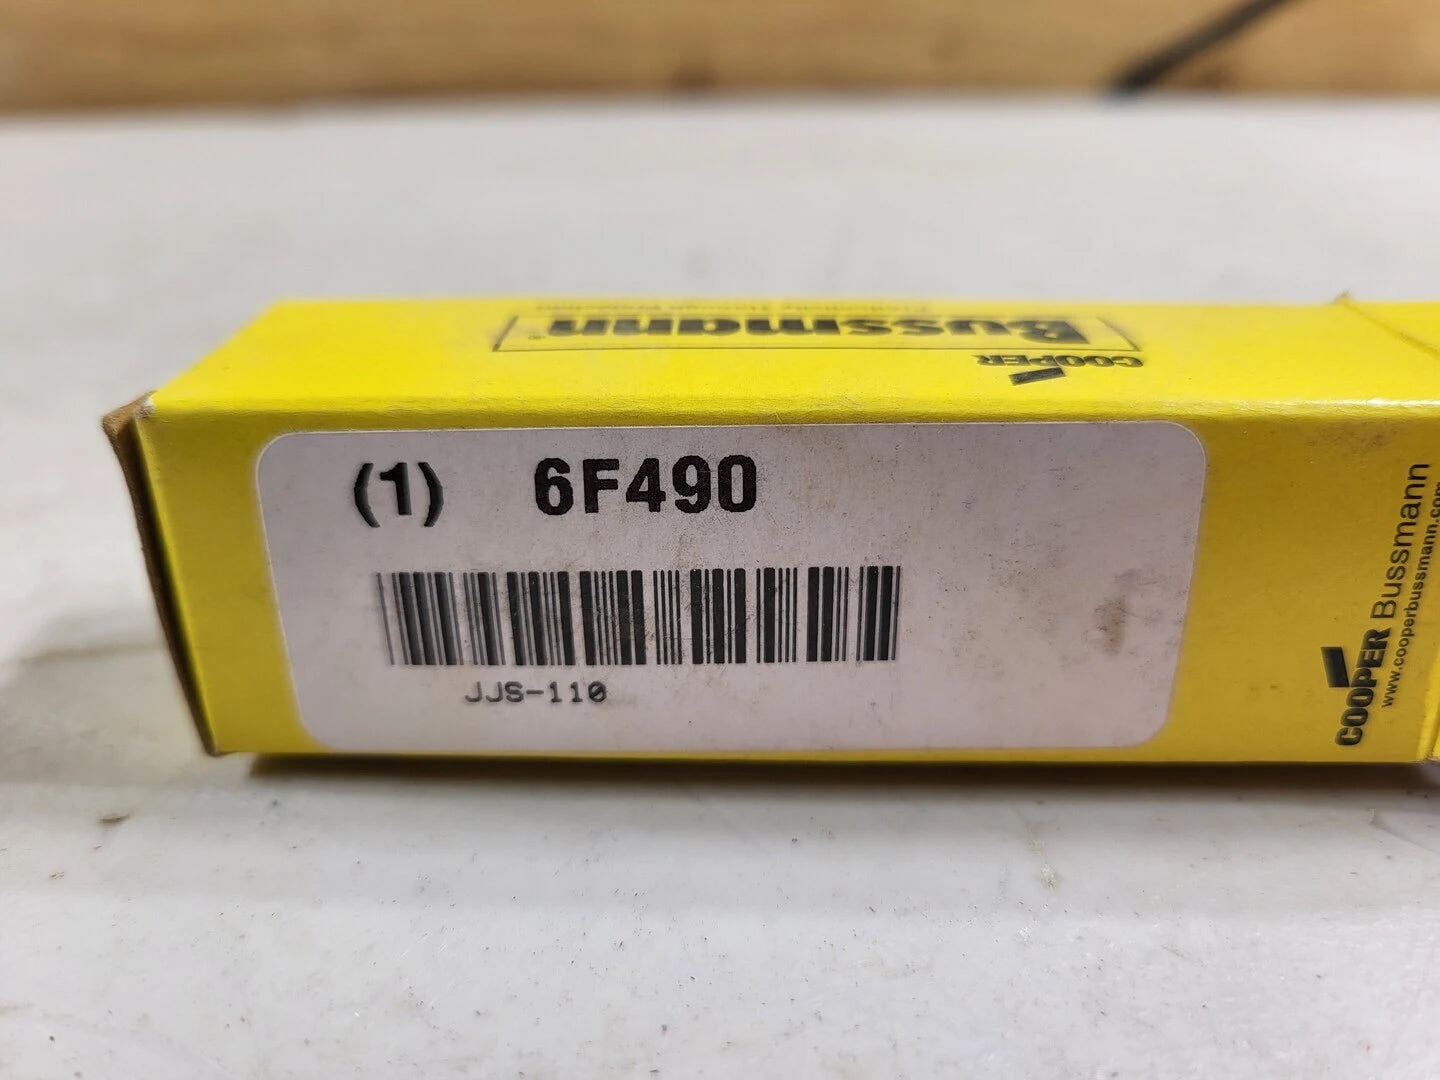 Bussmann®
COOPER
(1) 6F490
JJS-110
COOPER Bussmann
www.cooperbussmann.com